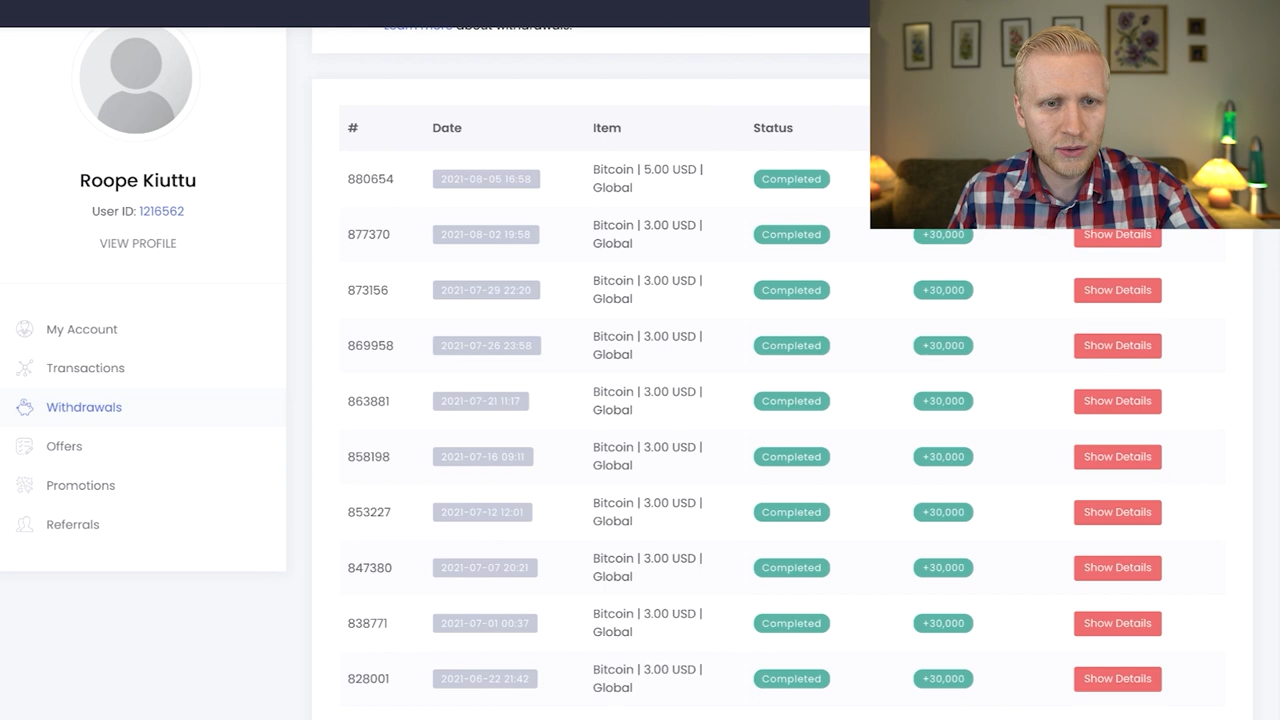 Learn more about withdrawals.
Roope Kiuttu
User ID: 1216562
VIEW PROFILE
My Account
Transactions
Withdrawals
Offers
Promotions
Referrals
# Date Item Status
880654 2021-08-05 16:58 Bitcoin | 5.00 USD | Completed
Global
877370 2021-08-02 19:58 Bitcoin | 3.00 USD | Completed +30,000 Show Details
Global
873156 2021-07-29 22:20 Bitcoin | 3.00 USD | Completed +30,000 Show Details
Global
869958 2021-07-26 23:58 Bitcoin | 3.00 USD | Completed +30,000 Show Details
Global
863881 2021-07-21 11:17 Bitcoin | 3.00 USD | Completed +30,000 Show Details
Global
858198 2021-07-16 09:11 Bitcoin | 3.00 USD | Completed +30,000 Show Details
Global
853227 2021-07-12 12:01 Bitcoin | 3.00 USD | Completed +30,000 Show Details
Global
847380 2021-07-07 20:21 Bitcoin | 3.00 USD | Completed +30,000 Show Details
Global
838771 2021-07-01 00:37 Bitcoin | 3.00 USD | Completed +30,000 Show Details
Global
828001 2021-06-22 21:42 Bitcoin | 3.00 USD | Completed +30,000 Show Details
Global